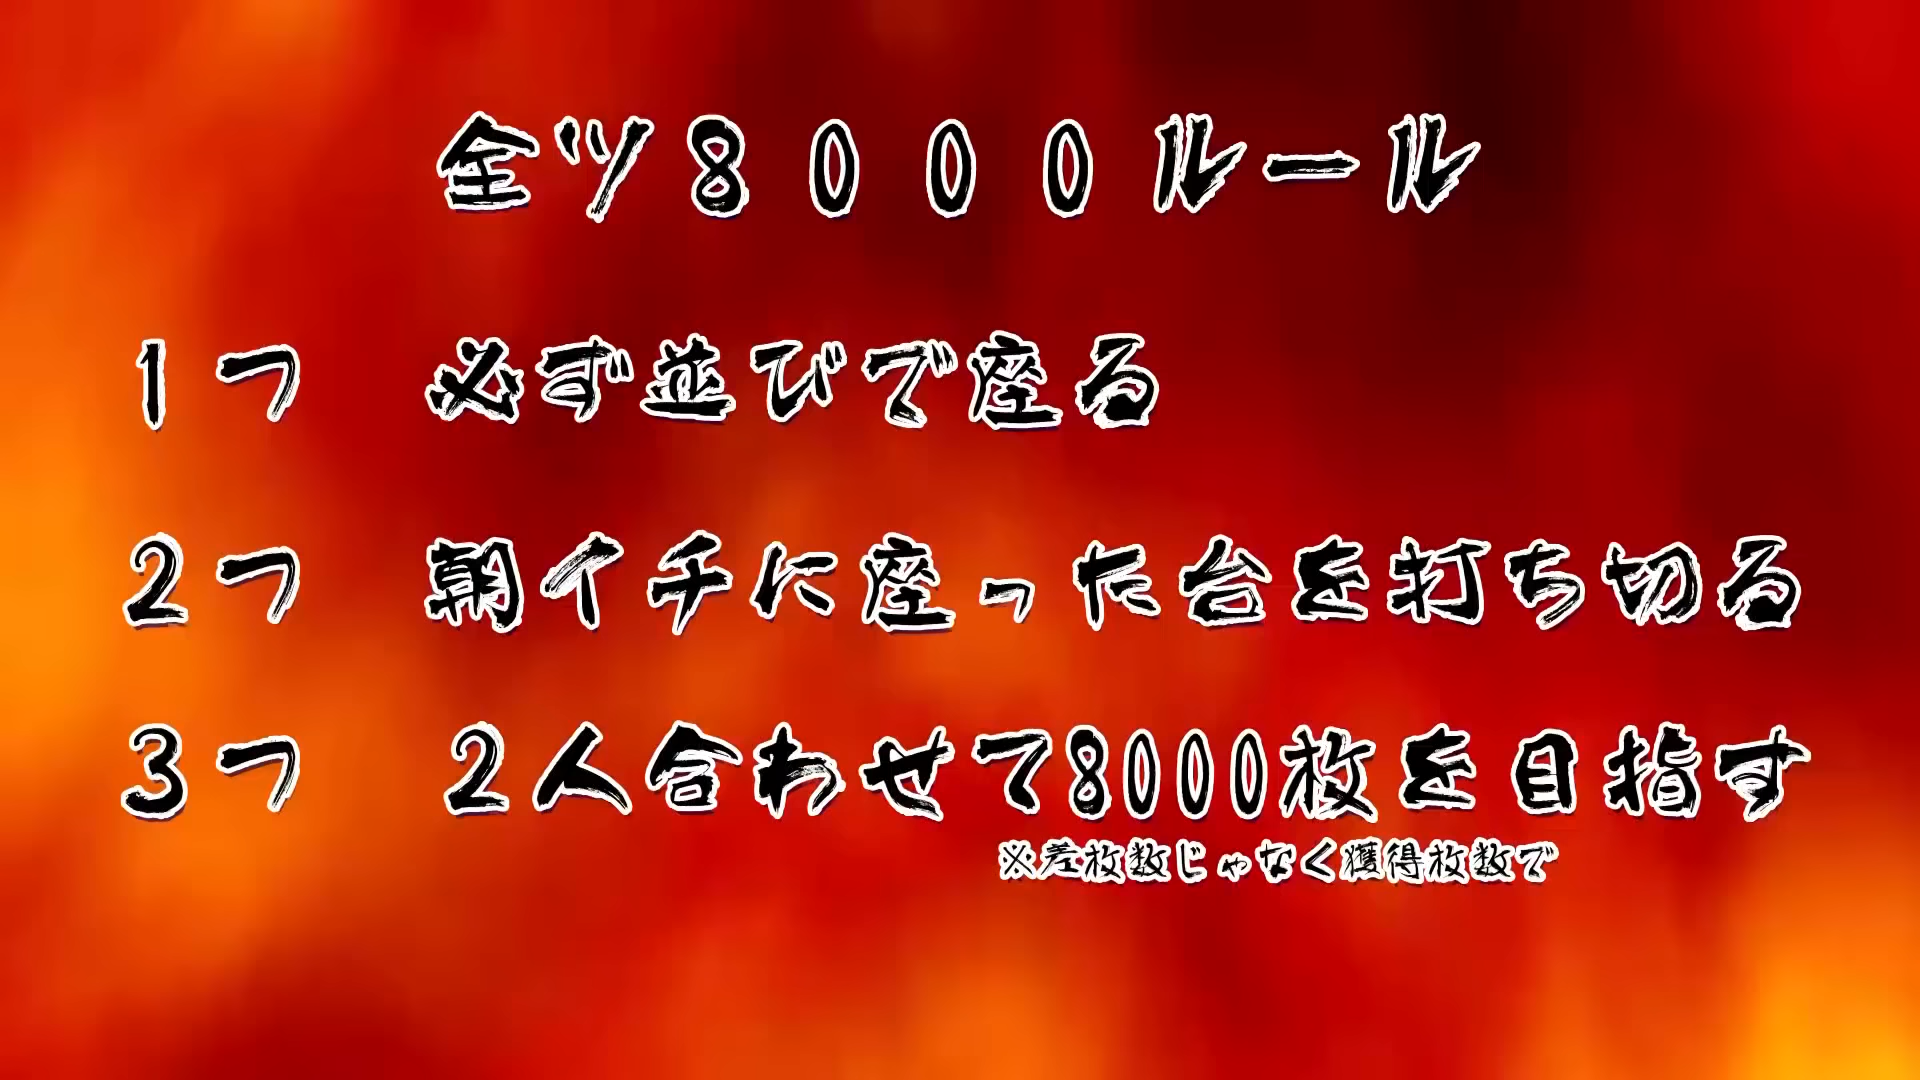 全ツ8000ルール
1つ 必ず並びで座る
2つ 朝イチに座った台を打ち切る
3つ 2人合わせて8000枚を目指す
※差枚数じゃなく獲得枚数で